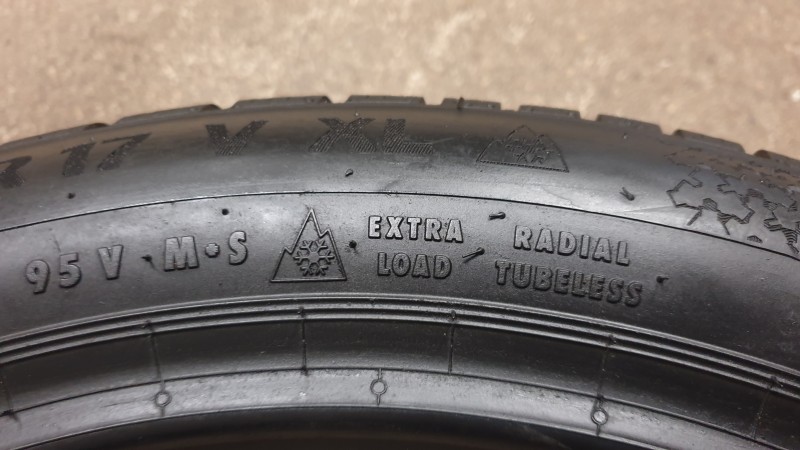 R 17 V XL
95 V M•S
EXTRA
LOAD
RADIAL
TUBELESS